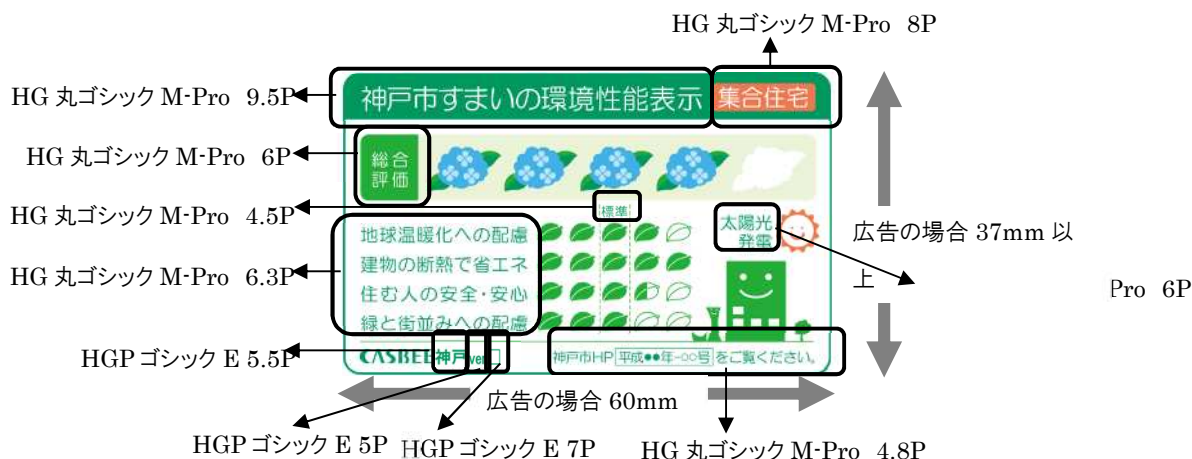 HG 丸ゴシック M-Pro 8P
HG 丸ゴシック M-Pro 9.5P
神戸市すまいの環境性能表示
集合住宅
HG 丸ゴシック M-Pro 6P
総合
評価
HG 丸ゴシック M-Pro 4.5P
標準
太陽光
発電
広告の場合 37mm 以
上
HG 丸ゴシック M-Pro 6.3P
地球温暖化への配慮
建物の断熱で省エネ
住む人の安全・安心
緑と街並みへの配慮
Pro 6P
HGP ゴシック E 5.5P
CASBEE神戸ver
神戸市HP 平成●●年-○○号 をご覧ください。
広告の場合 60mm
HGP ゴシック E 5P
HGP ゴシック E 7P
HG 丸ゴシック M-Pro 4.8P